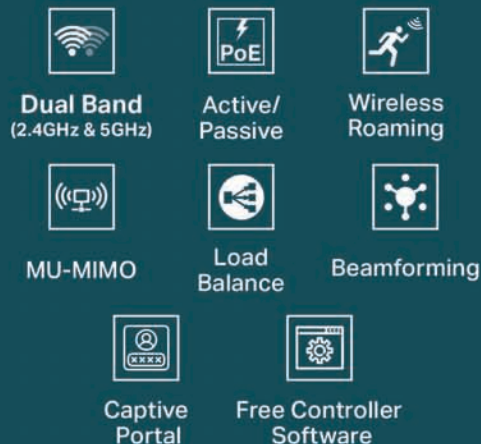 PoE
Dual Band
(2.4GHz & 5GHz)
Active/
Passive
Wireless
Roaming
MU-MIMO
Load
Balance
Beamforming
XXXX
Captive
Portal
Free Controller
Software